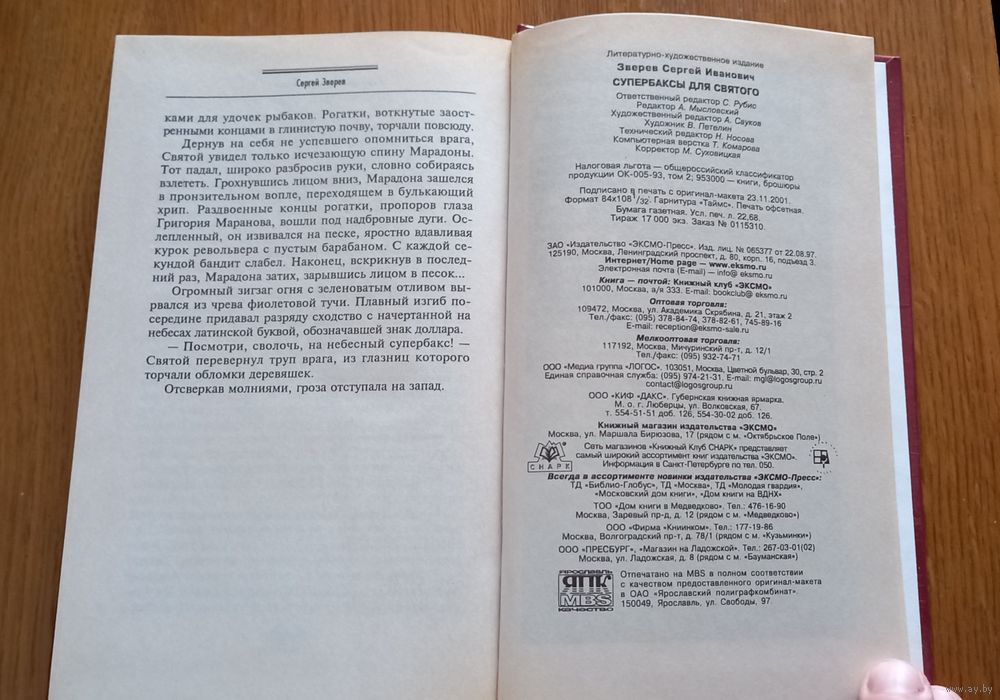 Сергей Зверев
ками для удочек рыбаков. Рогатки, воткнутые заост-
ренными концами в глинистую почву, торчали повсюду.
Дернув на себя не успевшего опомниться врага,
Святой увидел только исчезающую спину Марадоны.
Тот падал, широко разбросив руки, словно собираясь
взлететь. Грохнувшись лицом вниз, Марадона зашелся
в пронзительном вопле, переходящем в булькающий
хрип. Раздвоенные концы рогатки, пропоров глаза
Григория Маранова, вошли под надбровные дуги. Ос-
лепленный, он извивался на песке, яростно вдавливая
курок револьвера с пустым барабаном. С каждой се-
кундой бандит слабел. Наконец, вскрикнув в послед-
ний раз, Марадона затих, зарывшись лицом в песок...
Огромный зигзаг огня с зеленоватым отливом вы-
рвался из чрева фиолетовой тучи. Плавный изгиб по-
середине придавал разряду сходство с начертанной на
небесах латинской буквой, обозначавшей знак доллара.
— Посмотри, сволочь, на небесный супербакс! —
Святой перевернул труп врага, из глазниц которого
торчали обломки деревяшек.
Отсверкав молниями, гроза отступала на запад.
Литературно-художественное издание
Зверев Сергей Иванович
СУПЕРБАКСЫ ДЛЯ СВЯТОГО
Ответственный редактор С. Рубис
Редактор А. Мысловский
Художественный редактор А. Сауков
Художник В. Петелин
Технический редактор Н. Носова
Компьютерная верстка Т. Комарова
Корректор М. Суховицкая
Налоговая льгота — общероссийский классификатор
продукции ОК-005-93, том 2; 953000 — книги, брошюры
Подписано в печать с оригинал-макета 23.11.2001.
Формат 84x108 1/32. Гарнитура «Таймс». Печать офсетная.
Бумага газетная. Усл. печ. л. 22,68.
Тираж 17 000 экз. Заказ № 0115310.
ЗАО «Издательство «ЭКСМО-Пресс». Изд. лиц. № 065377 от 22.08.97.
125190, Москва, Ленинградский проспект, д. 80, корп. 16, подъезд 3.
Интернет/Home page — www.eksmo.ru
Электронная почта (E-mail) — info@ eksmo.ru
Книга — почтой: Книжный клуб «ЭКСМО»
101000, Москва, а/я 333. E-mail: bookclub@ eksmo.ru
Оптовая торговля:
109472, Москва, ул. Академика Скрябина, д. 21, этаж 2
Тел./факс: (095) 378-84-74, 378-82-61, 745-89-16
E-mail: reception@eksmo-sale.ru
Мелкооптовая торговля:
117192, Москва, Мичуринский пр-т, д. 12/1
Тел./факс: (095) 932-74-71
ООО «Медиа группа «ЛОГОС». 103051, Москва, Цветной бульвар, 30, стр. 2
Единая справочная служба: (095) 974-21-31. E-mail: mgl@logosgroup.ru
contact@logosgroup.ru
ООО «КИФ «ДАКС». Губернская книжная ярмарка.
М. о. г. Люберцы, ул. Волковская, 67.
т. 554-51-51 доб. 126, 554-30-02 доб. 126.
Книжный магазин издательства «ЭКСМО»
Москва, ул. Маршала Бирюзова, 17 (рядом с м. «Октябрьское Поле»)
СНАРК
Сеть магазинов «Книжный Клуб СНАРК» представляет
самый широкий ассортимент книг издательства «ЭКСМО».
Информация в Санкт-Петербурге по тел. 050.
Всегда в ассортименте новинки издательства «ЭКСМО-Пресс»:
ТД «Библио-Глобус», ТД «Москва», ТД «Молодая гвардия»,
«Московский дом книги», «Дом книги на ВДНХ»
ТОО «Дом книги в Медведково». Тел.: 476-16-90
Москва, Заревый пр-д, д. 12 (рядом с м. «Медведково»)
ООО «Фирма «Книинком». Тел.: 177-19-86
Москва, Волгоградский пр-т, д. 78/1 (рядом с м. «Кузьминки»)
ООО «ПРЕСБУРГ», «Магазин на Ладожской». Тел.: 267-03-01(02)
Москва, ул. Ладожская, д. 8 (рядом с м. «Бауманская»)
ЯРОСЛАВЛЬ
ЯПК
MBS
КАЧЕСТВО
Отпечатано на MBS в полном соответствии
с качеством предоставленного оригинал-макета
в ОАО «Ярославский полиграфкомбинат».
150049, Ярославль, ул. Свободы, 97.
www.ay.by